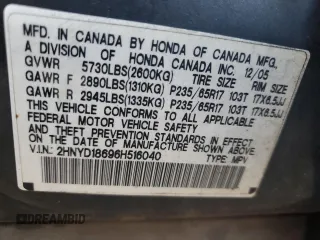 MFD. IN CANADA BY HONDA OF CANADA MFG.
A DIVISION OF HONDA CANADA INC. 12/05
GVWR 5730LBS(2600KG) TIRE SIZE RIM SIZE
GAWR F 2890LBS(1310KG) P235/65R17 103T 17X6.5JJ
GAWR R 2945LBS(1335KG) P235/65R17 103T 17X6.5JJ
THIS VEHICLE CONFORMS TO ALL APPLICABLE
FEDERAL MOTOR VEHICLE SAFETY STANDARDS
IN EFFECT ON THE DATE OF MANUFACTURE SHOWN ABOVE.
V.I.N: 2HNYD18696H516040 TYPE: MPV
DREAMBID